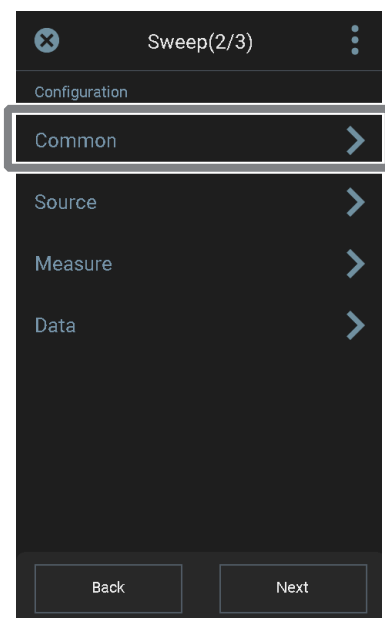 Sweep(2/3)
Configuration
Common
Source
Measure
Data
Back Next